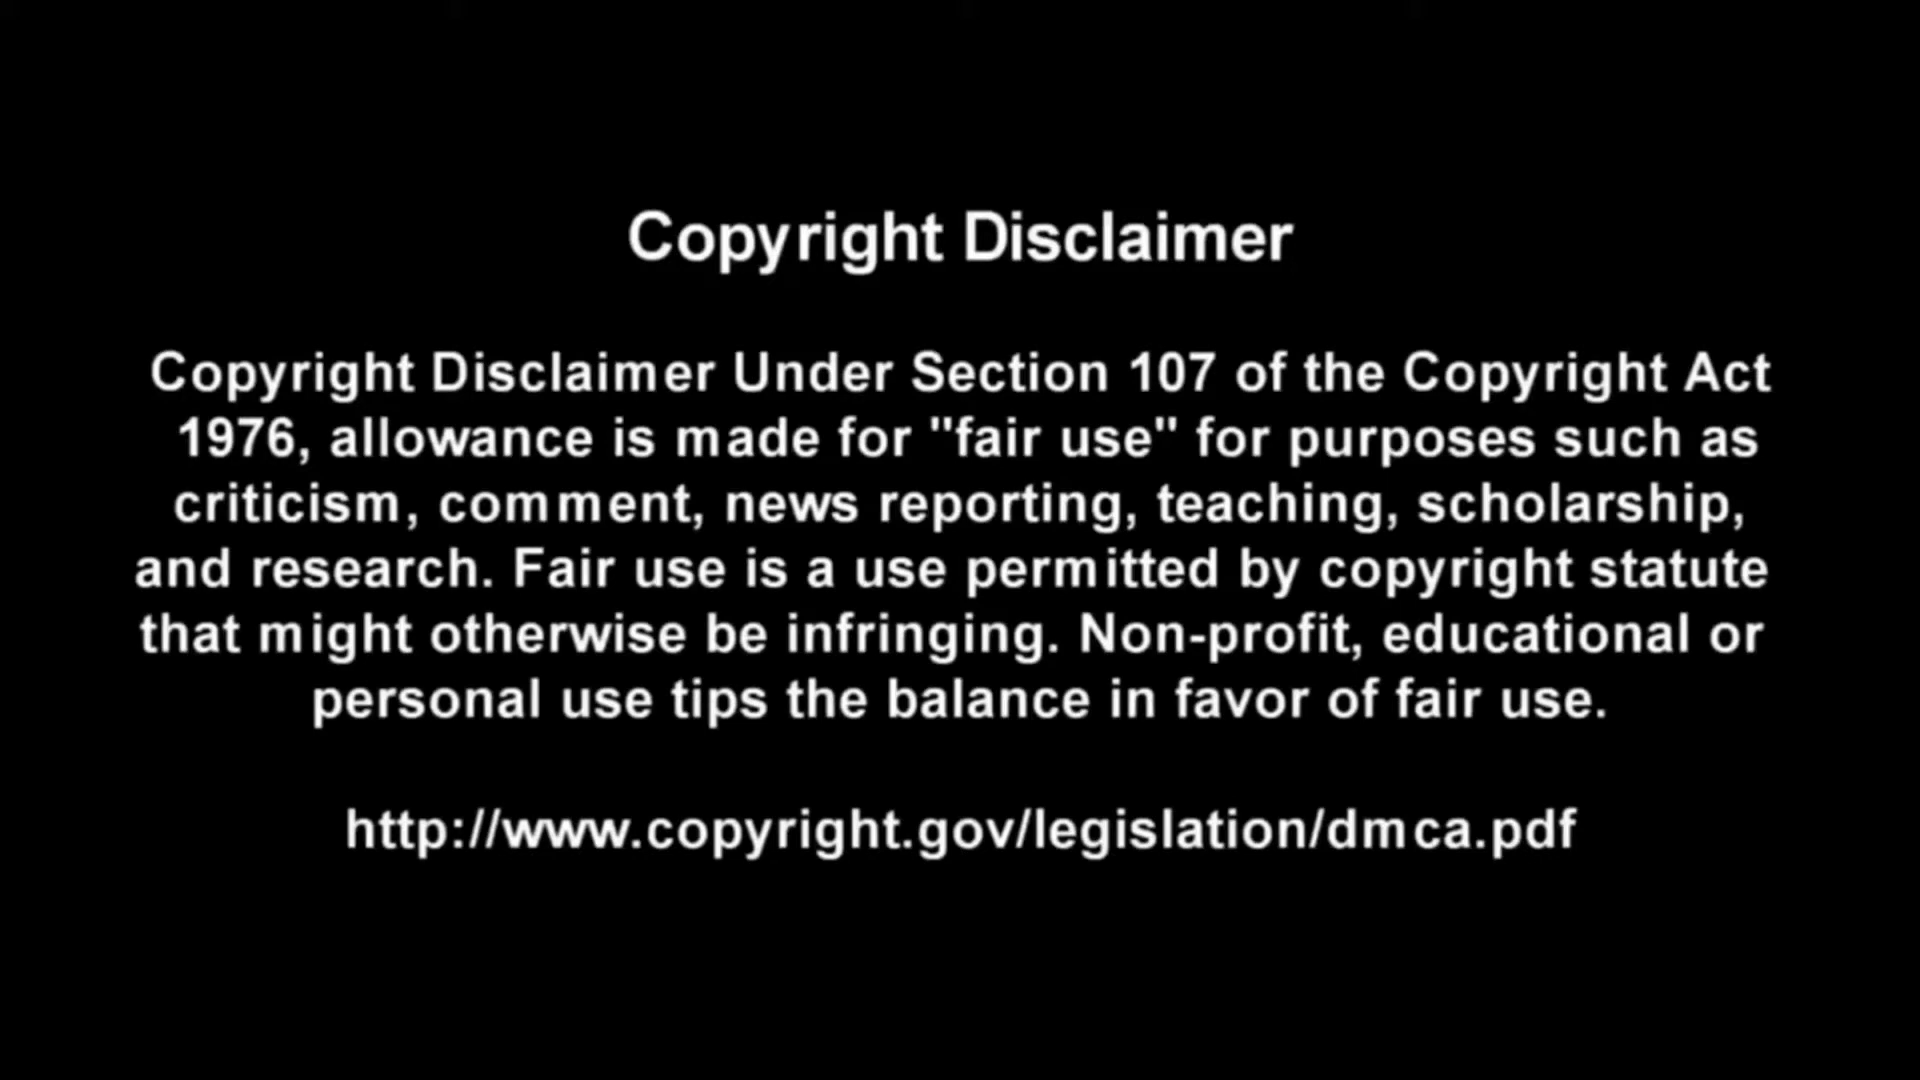 Copyright Disclaimer
Copyright Disclaimer Under Section 107 of the Copyright Act
1976, allowance is made for "fair use" for purposes such as
criticism, comment, news reporting, teaching, scholarship,
and research. Fair use is a use permitted by copyright statute
that might otherwise be infringing. Non-profit, educational or
personal use tips the balance in favor of fair use.
http://www.copyright.gov/legislation/dmca.pdf